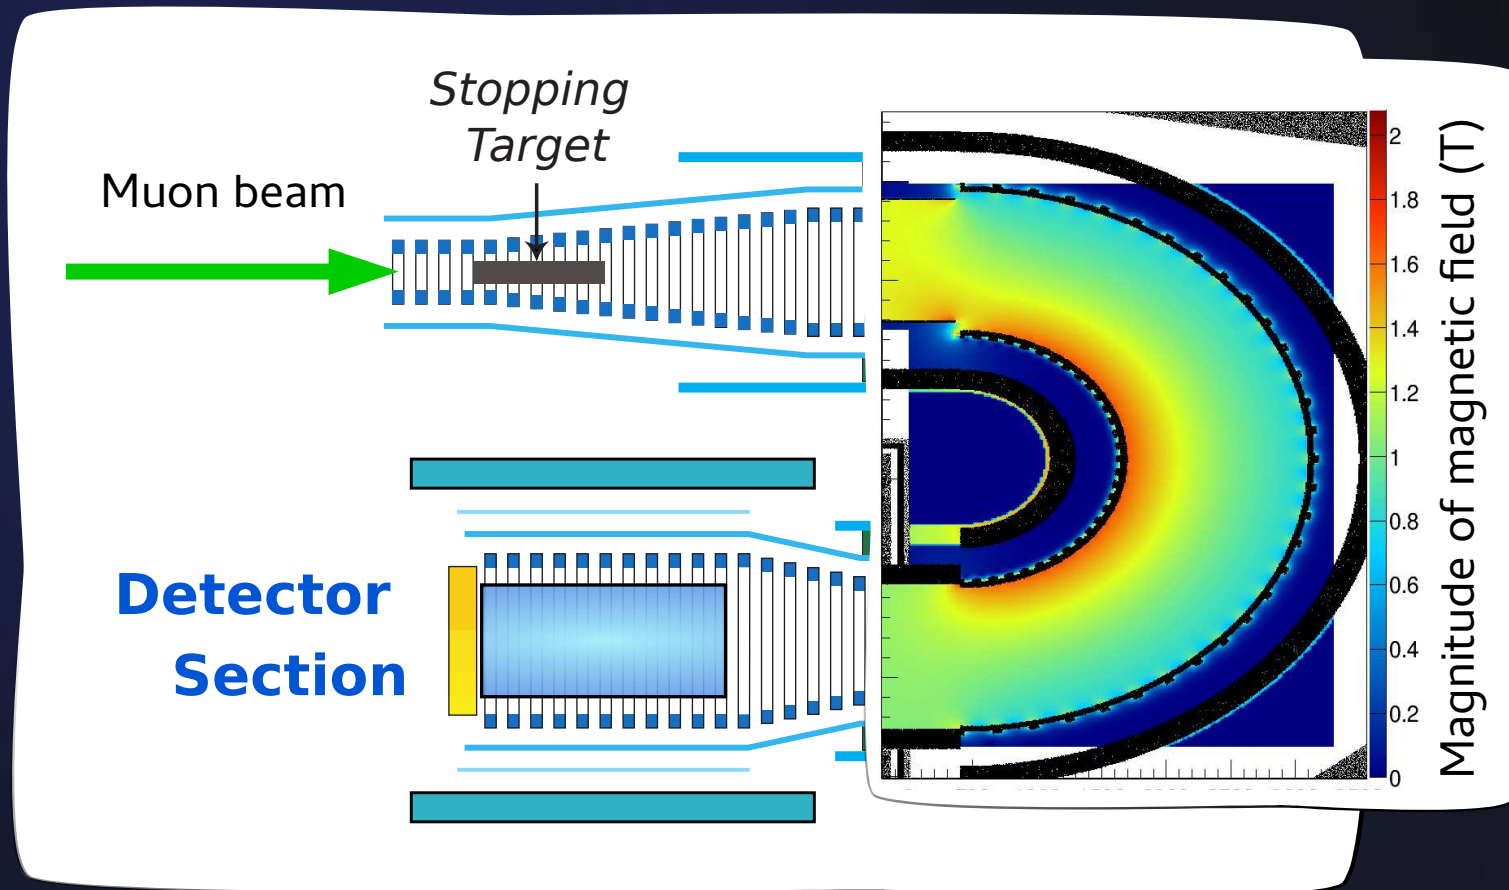 Stopping
Target
Muon beam
Detector
Section
2
1.8
1.6
1.4
1.2
1
0.8
0.6
0.4
0.2
0
Magnitude of magnetic field (T)